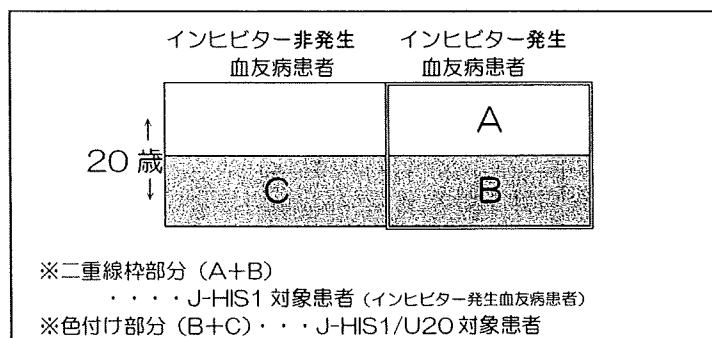 インヒビター非発生 インヒビター発生
血友病患者 血友病患者
↑
20歳
↓
A
C B
※二重線枠部分（A+B）
・・・・J-HIS1 対象患者（インヒビター発生血友病患者）
※色付け部分（B+C）・・・J-HIS1/U20対象患者